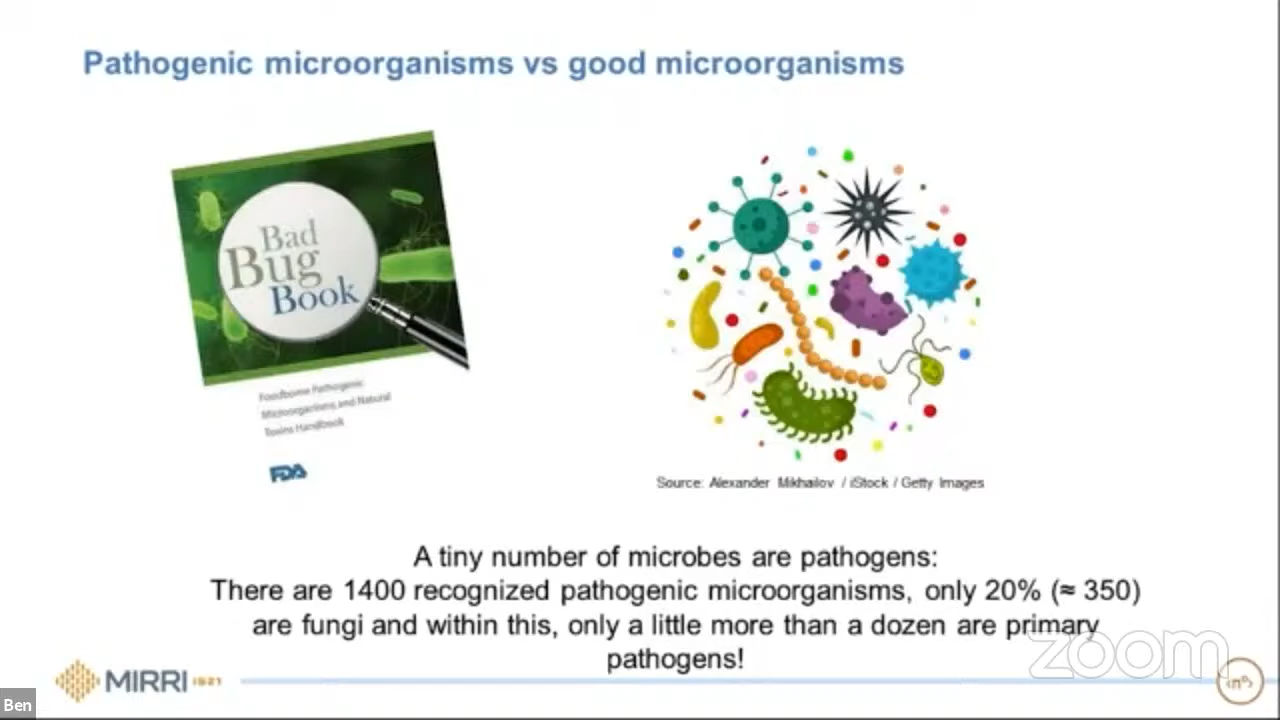 Pathogenic microorganisms vs good microorganisms
Bad
Bug
Book
Foodborne Pathogenic
Microorganisms and Natural
Toxins Handbook
FDA
Source: Alexander Mikhailov / iStock / Getty Images
A tiny number of microbes are pathogens:
There are 1400 recognized pathogenic microorganisms, only 20% (≈ 350)
are fungi and within this, only a little more than a dozen are primary
pathogens!
zoom
MIRRI IS21
Ben